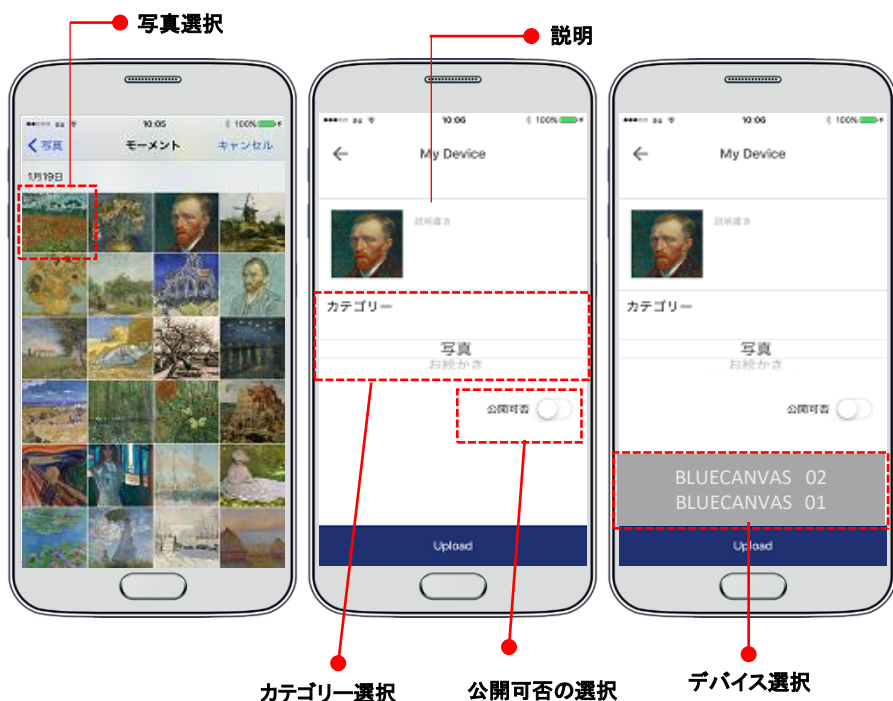 写真選択
説明
10:05
100%
写真
モーメント
キャンセル
1月19日
10:06
100%
My Device
説明書き
カテゴリー
写真
お絵かき
公開可否
Upload
10:06
100%
My Device
説明書き
カテゴリー
写真
お絵かき
公開可否
BLUECANVAS 02
BLUECANVAS 01
Upload
カテゴリー選択
公開可否の選択
デバイス選択